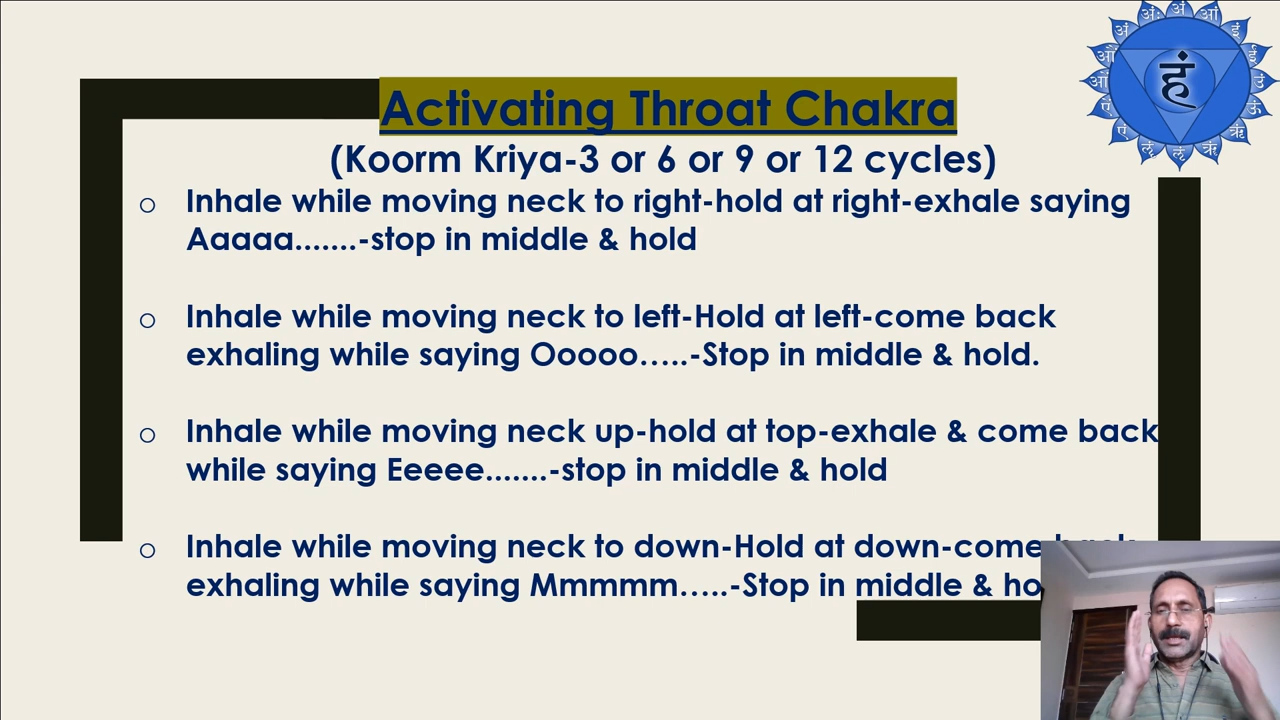 Activating Throat Chakra
(Koorm Kriya-3 or 6 or 9 or 12 cycles)
Inhale while moving neck to right-hold at right-exhale saying
Aaaaa.......-stop in middle & hold
Inhale while moving neck to left-Hold at left-come back
exhaling while saying Ooooo…..-Stop in middle & hold.
Inhale while moving neck up-hold at top-exhale & come back
while saying Eeeee.......-stop in middle & hold
Inhale while moving neck to down-Hold at down-come
exhaling while saying Mmmmm…..-Stop in middle &
हं
अं
अः